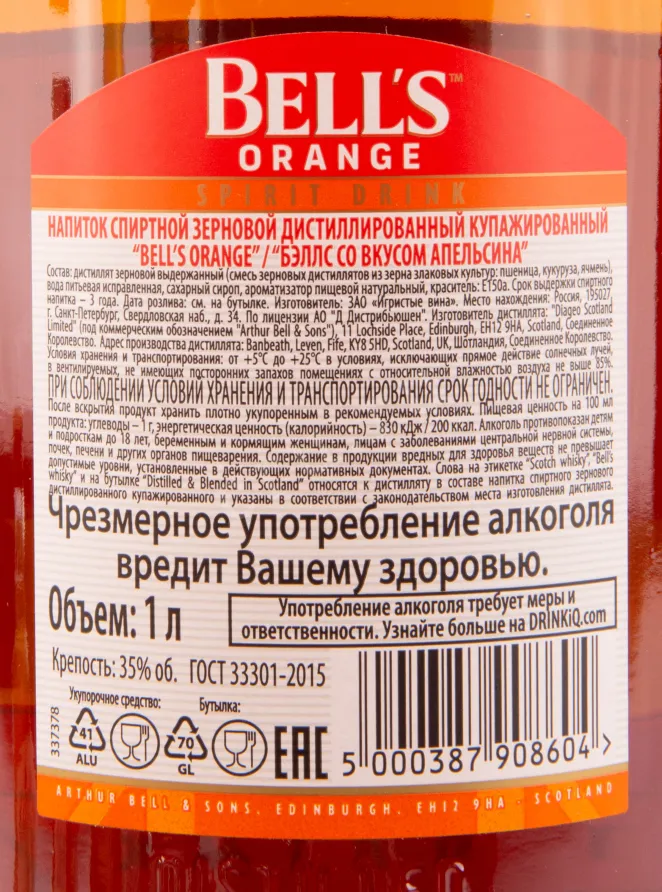 BELL'S™
ORANGE
SPIRIT DRINK
НАПИТОК СПИРТНОЙ ЗЕРНОВОЙ ДИСТИЛЛИРОВАННЫЙ КУПАЖИРОВАННЫЙ
“BELL'S ORANGE” / “БЭЛЛС СО ВКУСОМ АПЕЛЬСИНА”
Состав: дистиллят зерновой выдержанный (смесь зерновых дистиллятов из зерна злаковых культур: пшеница, кукуруза, ячмень),
вода питьевая исправленная, сахарный сироп, ароматизатор пищевой натуральный, краситель: Е150а. Срок выдержки спиртного
напитка – 3 года. Дата розлива: см. на бутылке. Изготовитель: ЗАО «Игристые вина». Место нахождения: Россия, 195027,
г. Санкт-Петербург, Свердловская наб., д. 34. По лицензии АО "Д Дистрибьюшен". Изготовитель дистиллята: "Diageo Scotland
Limited" (под коммерческим обозначением "Arthur Bell & Sons"), 11 Lochside Place, Edinburgh, EH12 9HA, Scotland, Соединенное
Королевство. Адрес производства дистиллята: Banbeath, Leven, Fife, KY8 5HD, Scotland, UK, Шотландия, Соединенное Королевство.
Условия хранения и транспортирования: от +5°С до +25°С в условиях, исключающих прямое действие солнечных лучей,
в вентилируемых, не имеющих посторонних запахов помещениях с относительной влажностью воздуха не выше 85%.
ПРИ СОБЛЮДЕНИИ УСЛОВИЙ ХРАНЕНИЯ И ТРАНСПОРТИРОВАНИЯ СРОК ГОДНОСТИ НЕ ОГРАНИЧЕН.
После вскрытия продукт хранить плотно укупоренным в рекомендуемых условиях. Пищевая ценность на 100 мл
продукта: углеводы – 1 г, энергетическая ценность (калорийность) – 830 кДж / 200 ккал. Алкоголь противопоказан детям
и подросткам до 18 лет, беременным и кормящим женщинам, лицам с заболеваниями центральной нервной системы,
почек, печени и других органов пищеварения. Содержание в продукции вредных для здоровья веществ не превышает
допустимые уровни, установленные в действующих нормативных документах. Слова на этикетке "Scotch whisky", "Bell's
whisky" и на бутылке "Distilled & Blended in Scotland" относятся к дистилляту в составе напитка спиртного зернового
дистиллированного купажированного и указаны в соответствии с законодательством места изготовления дистиллята.
Чрезмерное употребление алкоголя
вредит Вашему здоровью.
Объем: 1 л
Употребление алкоголя требует меры и
ответственности. Узнайте больше на DRINKiQ.com
Крепость: 35% об. ГОСТ 33301-2015
Укупорочное средство: Бутылка:
337378
41
ALU
70
GL
EAC
5 000387 908604 >
ARTHUR BELL & SONS, EDINBURGH, EH12 9HA - SCOTLAND